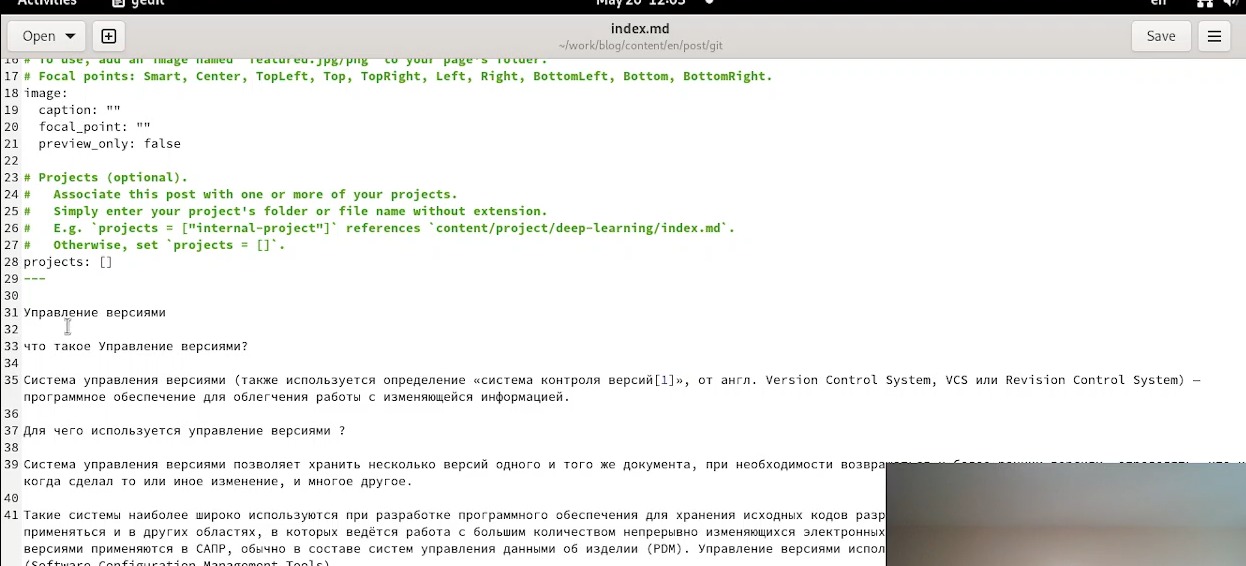 Activities gedit May 20 12:03 en
Open index.md Save
~/work/blog/content/en/post/git
16 # To use, add an image named `featured.jpg/png` to your page's folder.
17 # Focal points: Smart, Center, TopLeft, Top, TopRight, Left, Right, BottomLeft, Bottom, BottomRight.
18 image:
19   caption: ""
20   focal_point: ""
21   preview_only: false
22
23 # Projects (optional).
24 #   Associate this post with one or more of your projects.
25 #   Simply enter your project's folder or file name without extension.
26 #   E.g. `projects = ["internal-project"]` references `content/project/deep-learning/index.md`.
27 #   Otherwise, set `projects = []`.
28 projects: []
29 ---
30
31 Управление версиями
32
33 что такое Управление версиями?
34
35 Система управления версиями (также используется определение «система контроля версий[1]», от англ. Version Control System, VCS или Revision Control System) —
программное обеспечение для облегчения работы с изменяющейся информацией.
36
37 Для чего используется управление версиями ?
38
39 Система управления версиями позволяет хранить несколько версий одного и того же документа, при необходимости
когда сделал то или иное изменение, и многое другое.
40
41 Такие системы наиболее широко используются при разработке программного обеспечения для хранения исходных кодов
применяться и в других областях, в которых ведётся работа с большим количеством непрерывно изменяющихся электронных
версиями применяются в САПР, обычно в составе систем управления данными об изделии (PDM). Управление версиями
(Software Configuration Management Tools).